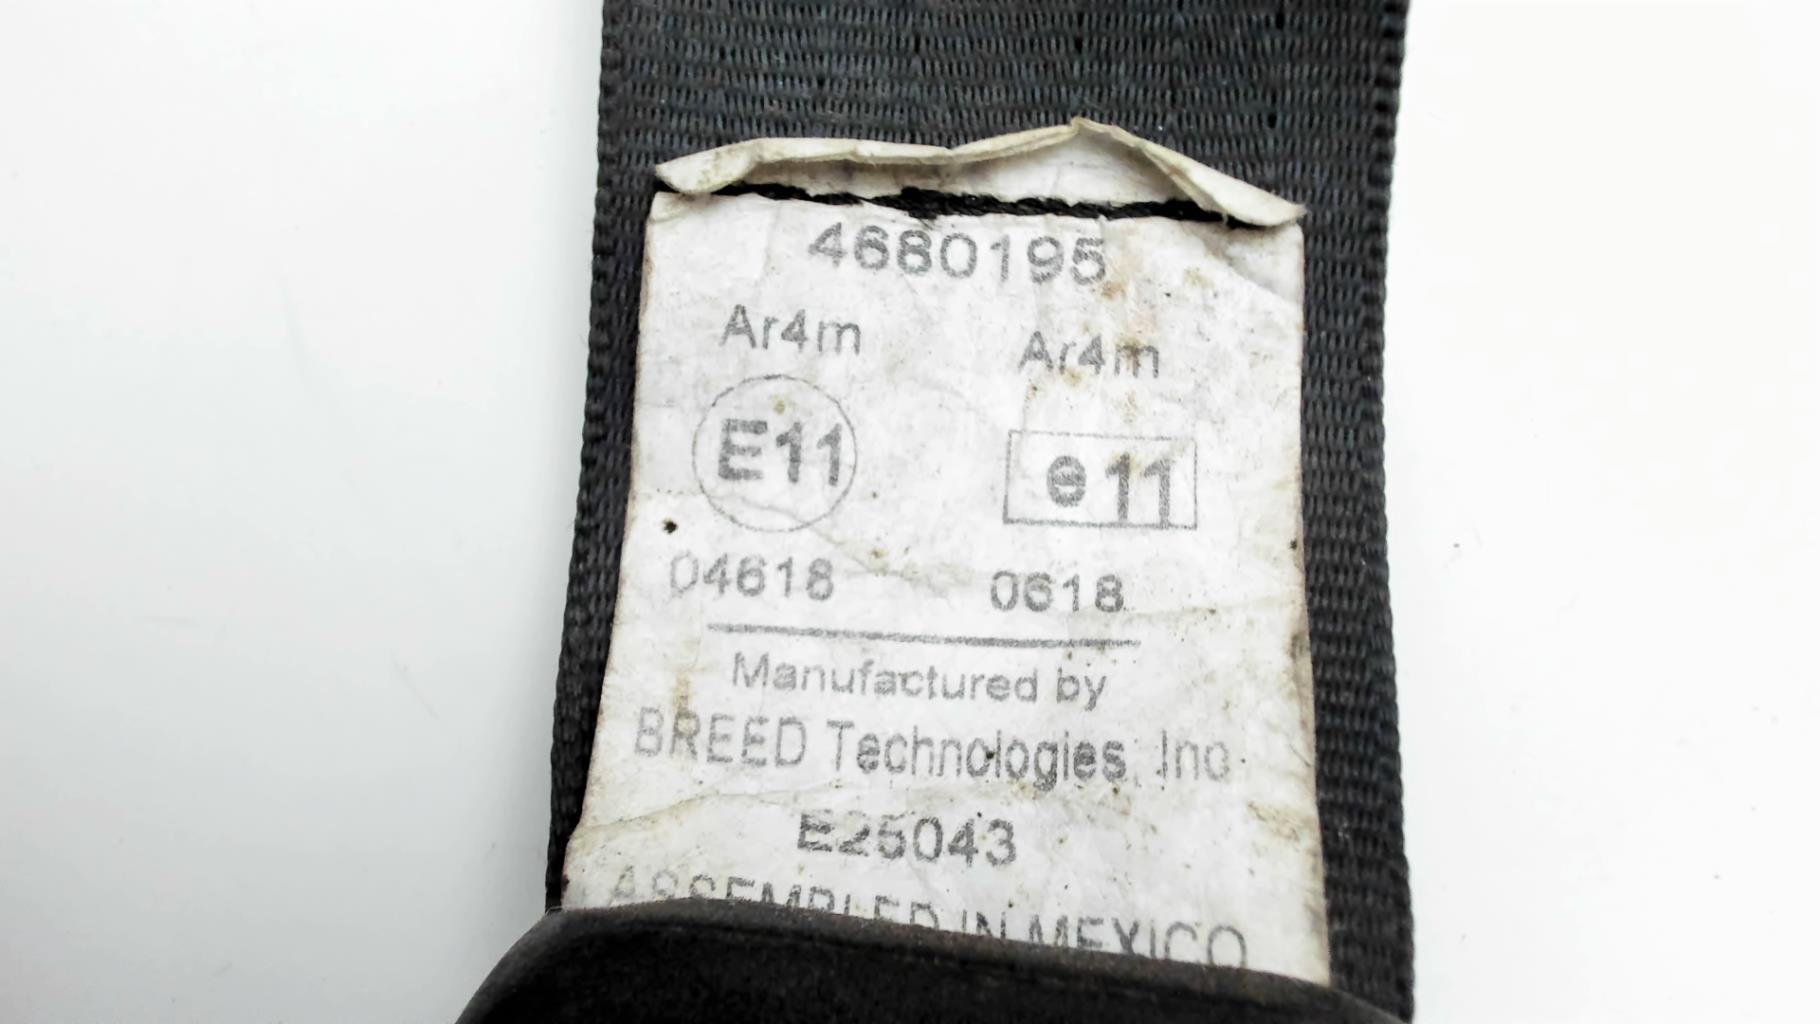 4680195
Ar4m Ar4m
E11 e11
04618 0618
Manufactured by
BREED Technologies, Inc
E25043
ASSEMBLED IN MEXICO